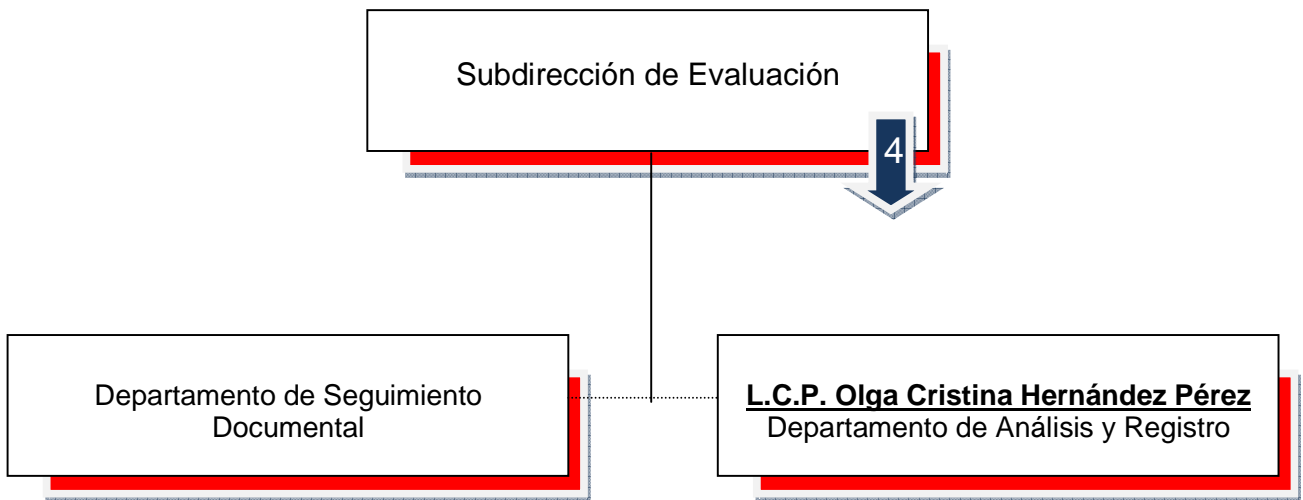 Subdirección de Evaluación
4
Departamento de Seguimiento
Documental
L.C.P. Olga Cristina Hernández Pérez
Departamento de Análisis y Registro